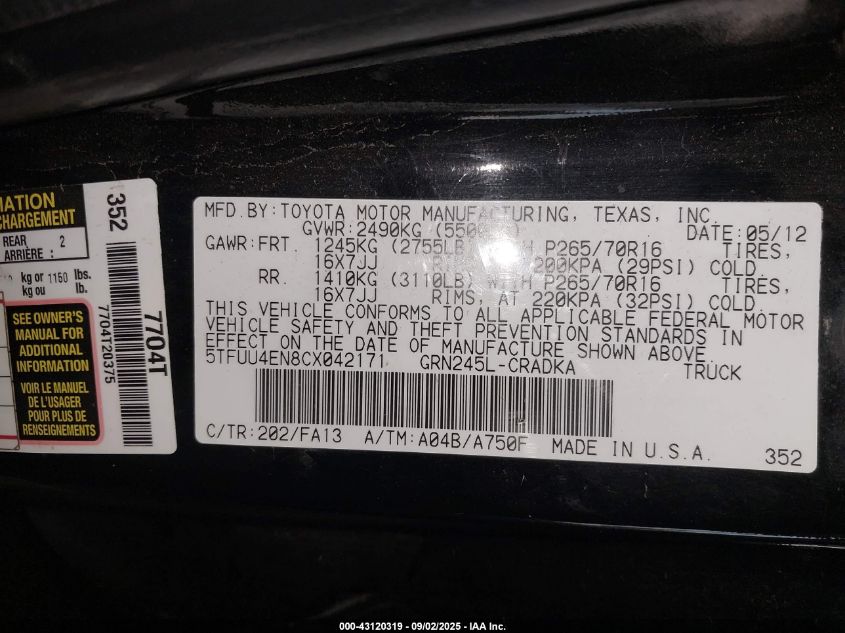 MATION
CHARGEMENT
REAR
ARRIÈRE : 2
kg or 1150 lbs.
kg ou lb.
SEE OWNER'S
MANUAL FOR
ADDITIONAL
INFORMATION
VOIR LE MANUEL
DE L'USAGER
POUR PLUS DE
RENSEIGNEMENTS
352
7704T20375
7704T
MFD.BY:TOYOTA MOTOR MANUFACTURING, TEXAS, INC.
GVWR:2490KG DATE:05/12
GAWR:FRT. 1245KG (2755LB) P265/70R16 TIRES,
16X7JJ 200KPA (29PSI) COLD.
RR. 1410KG (3110LB) WITH P265/70R16 TIRES,
16X7JJ RIMS, AT 220KPA (32PSI) COLD.
THIS VEHICLE CONFORMS TO ALL APPLICABLE FEDERAL MOTOR
VEHICLE SAFETY AND THEFT PREVENTION STANDARDS IN
EFFECT ON THE DATE OF MANUFACTURE SHOWN ABOVE.
5TFUU4EN8CX042171 GRN245L-CRADKA TRUCK
C/TR:202/FA13 A/TM:A04B/A750F MADE IN U.S.A. 352
000-43120319 - 09/02/2025 - IAA Inc.